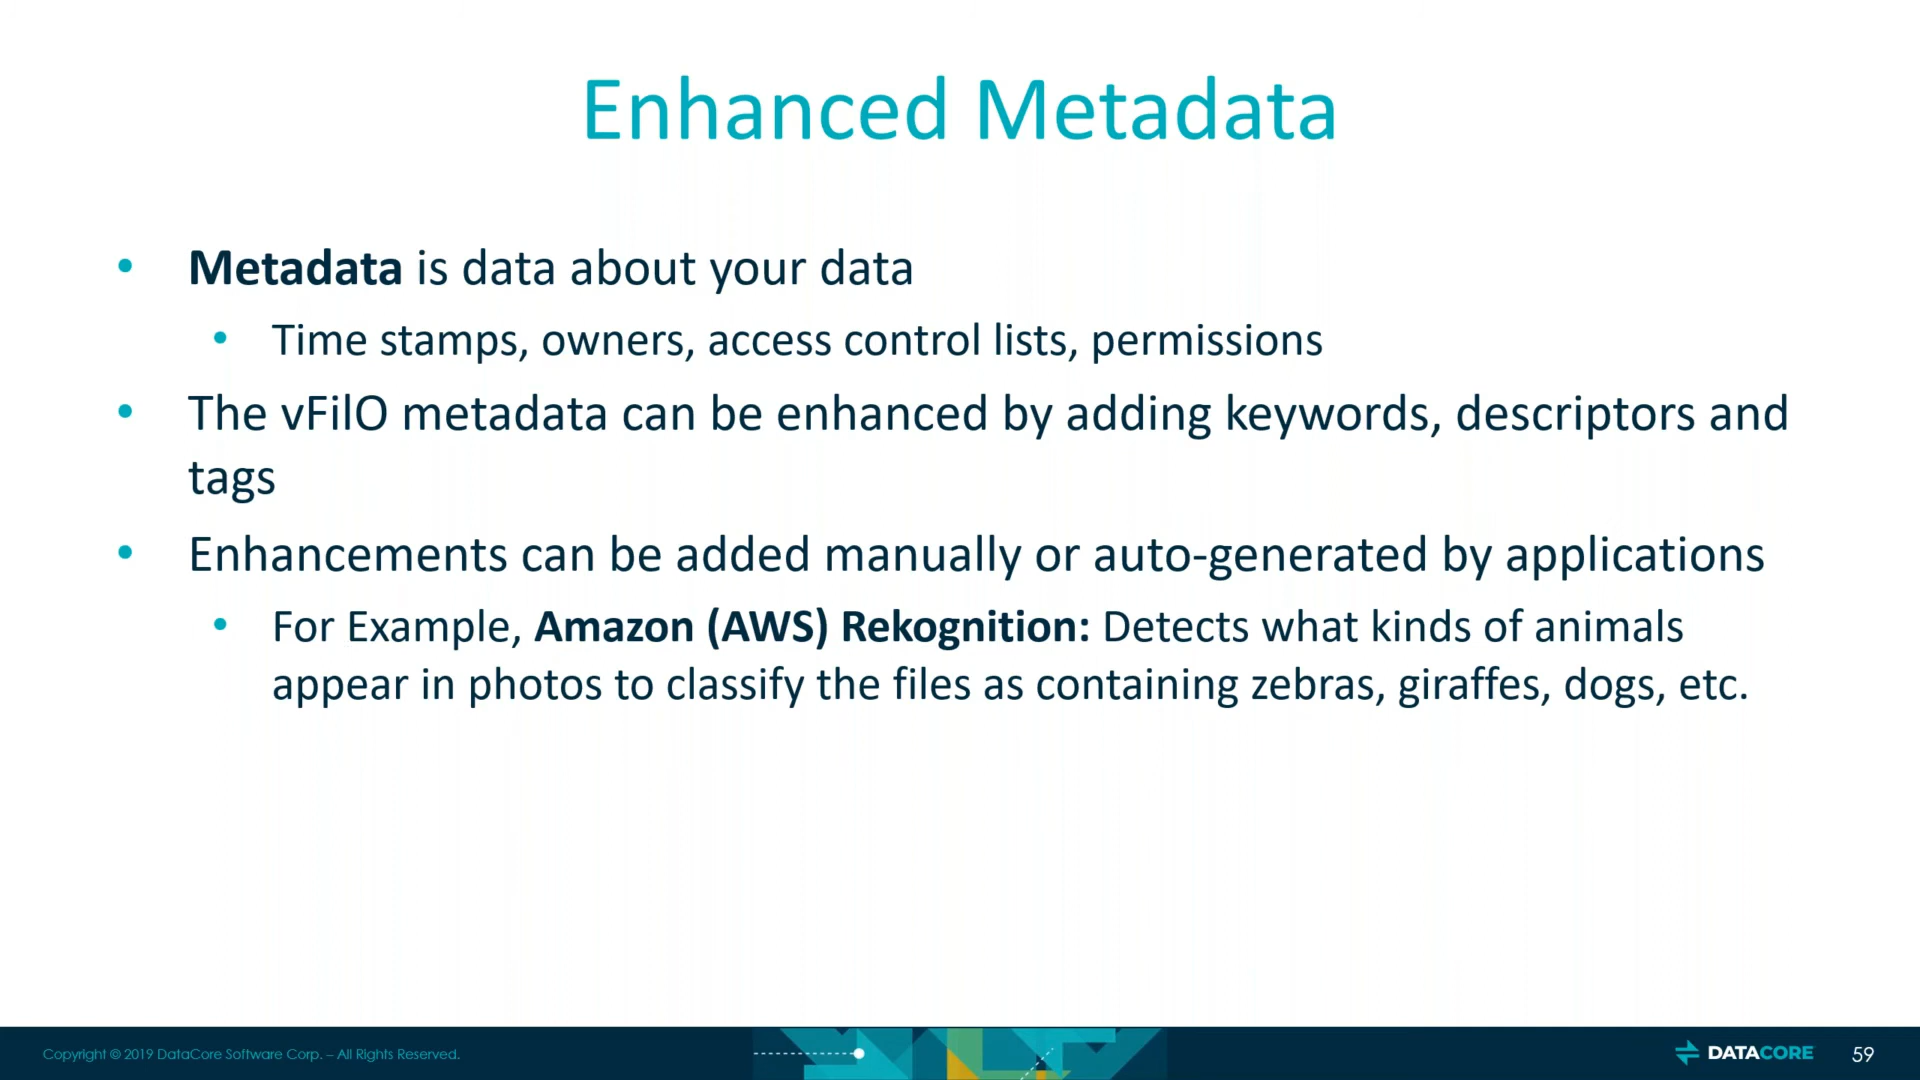 Enhanced Metadata
• Metadata is data about your data
• Time stamps, owners, access control lists, permissions
• The vFilO metadata can be enhanced by adding keywords, descriptors and
tags
• Enhancements can be added manually or auto-generated by applications
• For Example, Amazon (AWS) Rekognition: Detects what kinds of animals
appear in photos to classify the files as containing zebras, giraffes, dogs, etc.
Copyright © 2019 DataCore Software Corp. – All Rights Reserved.
DATACORE
59